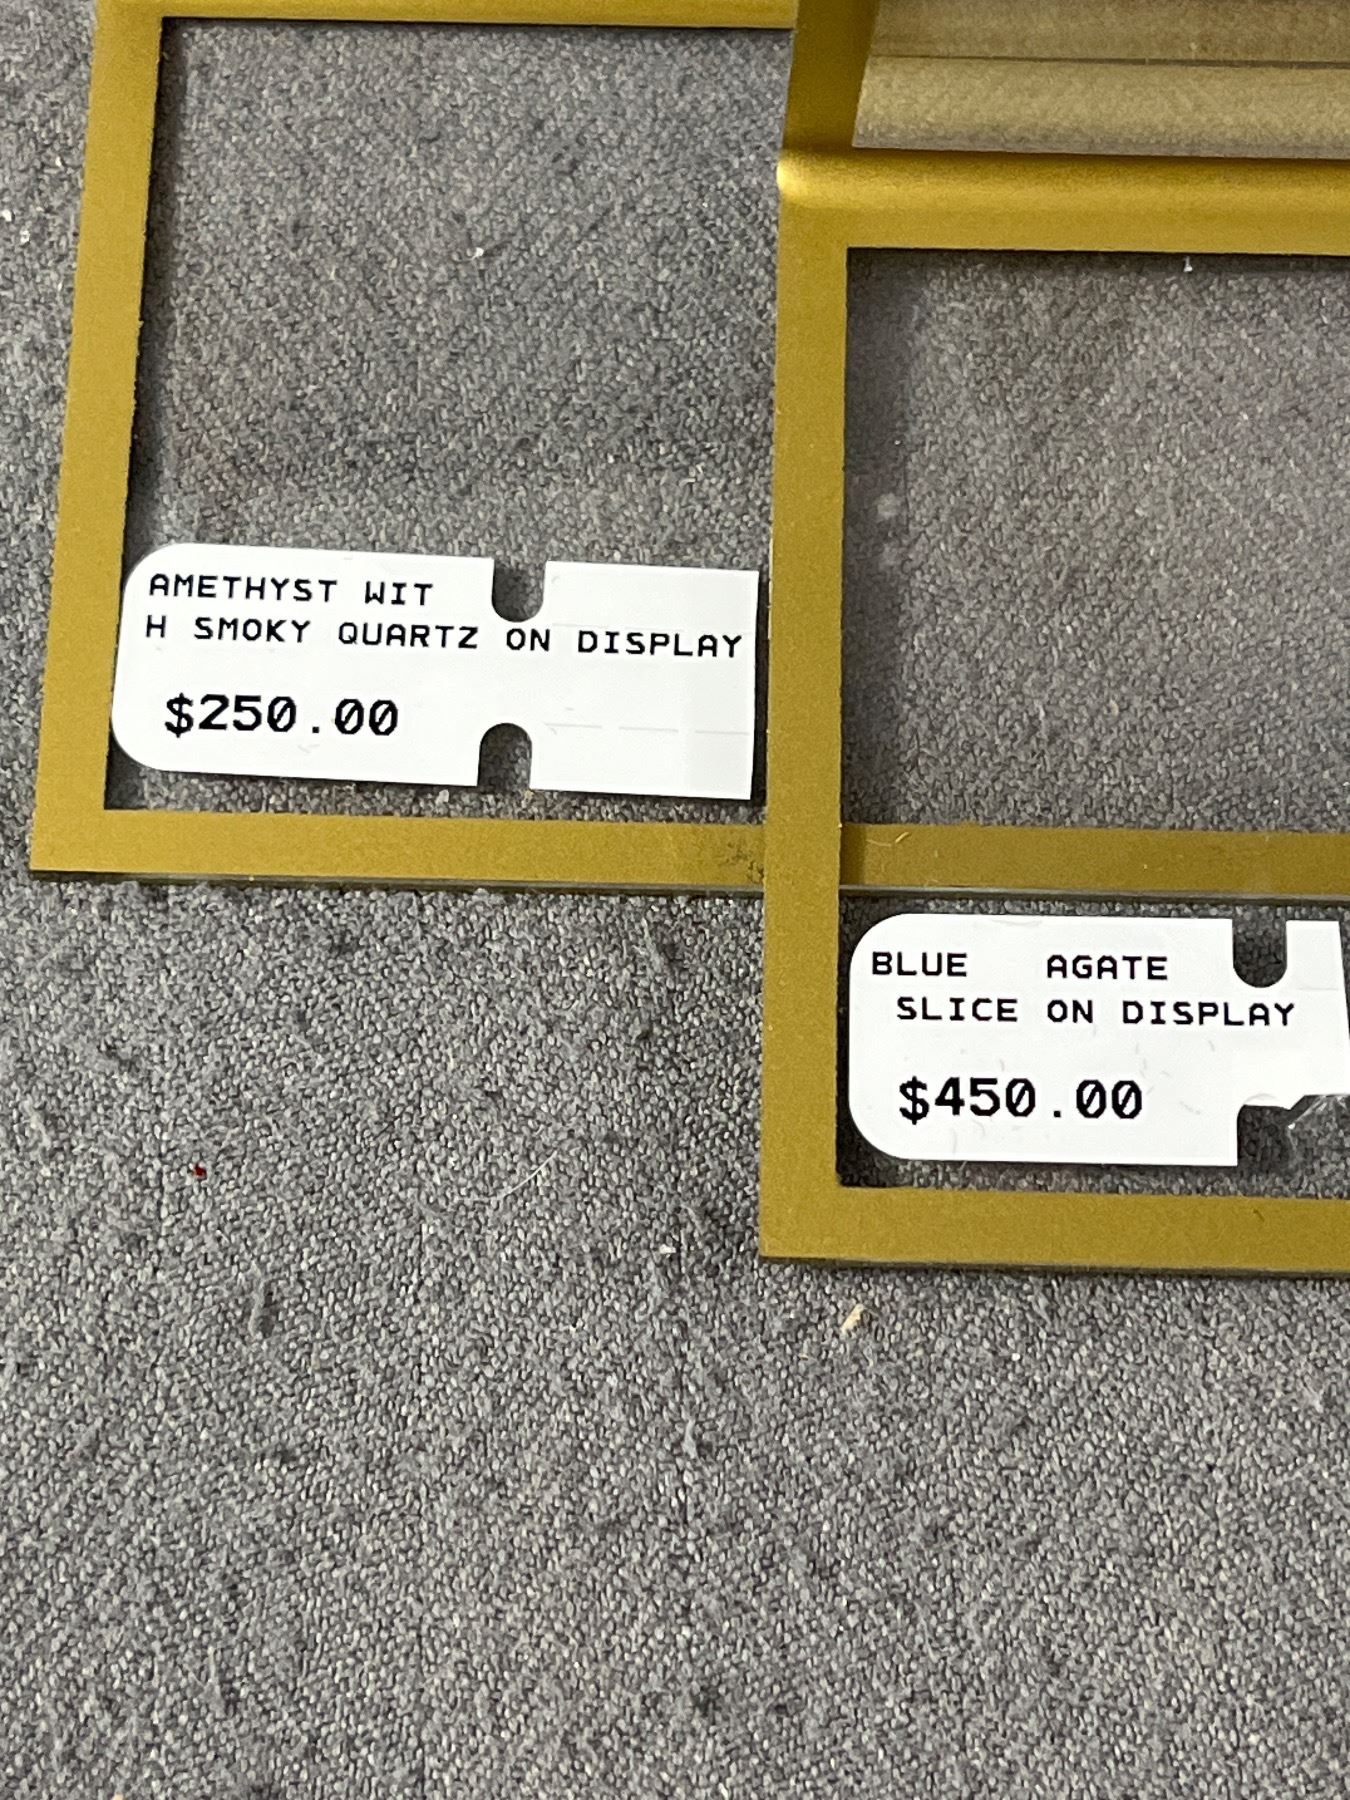 AMETHYST WIT
H SMOKY QUARTZ ON DISPLAY
$250.00
BLUE AGATE
SLICE ON DISPLAY
$450.00